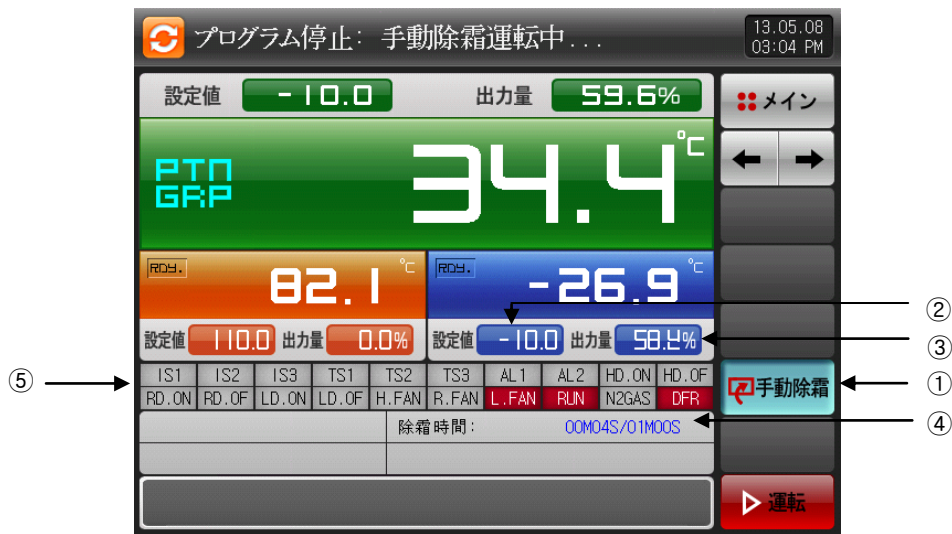 プログラム停止: 手動除霜運転中...
13.05.08
03:04 PM
設定値 -10.0 出力量 59.6%
メイン
PTN
GRP
34.4 ℃
RDY. 82.1 ℃
RDY. -26.9 ℃
設定値 110.0 出力量 0.0%
設定値 -10.0 出力量 58.4%
IS1 IS2 IS3 TS1 TS2 TS3 AL1 AL2 HD.ON HD.OF
RD.ON RD.OF LD.ON LD.OF H.FAN R.FAN L.FAN RUN N2GAS DFR
除霜時間: 00M04S/01M00S
手動除霜
運転
②
③
①
④
⑤